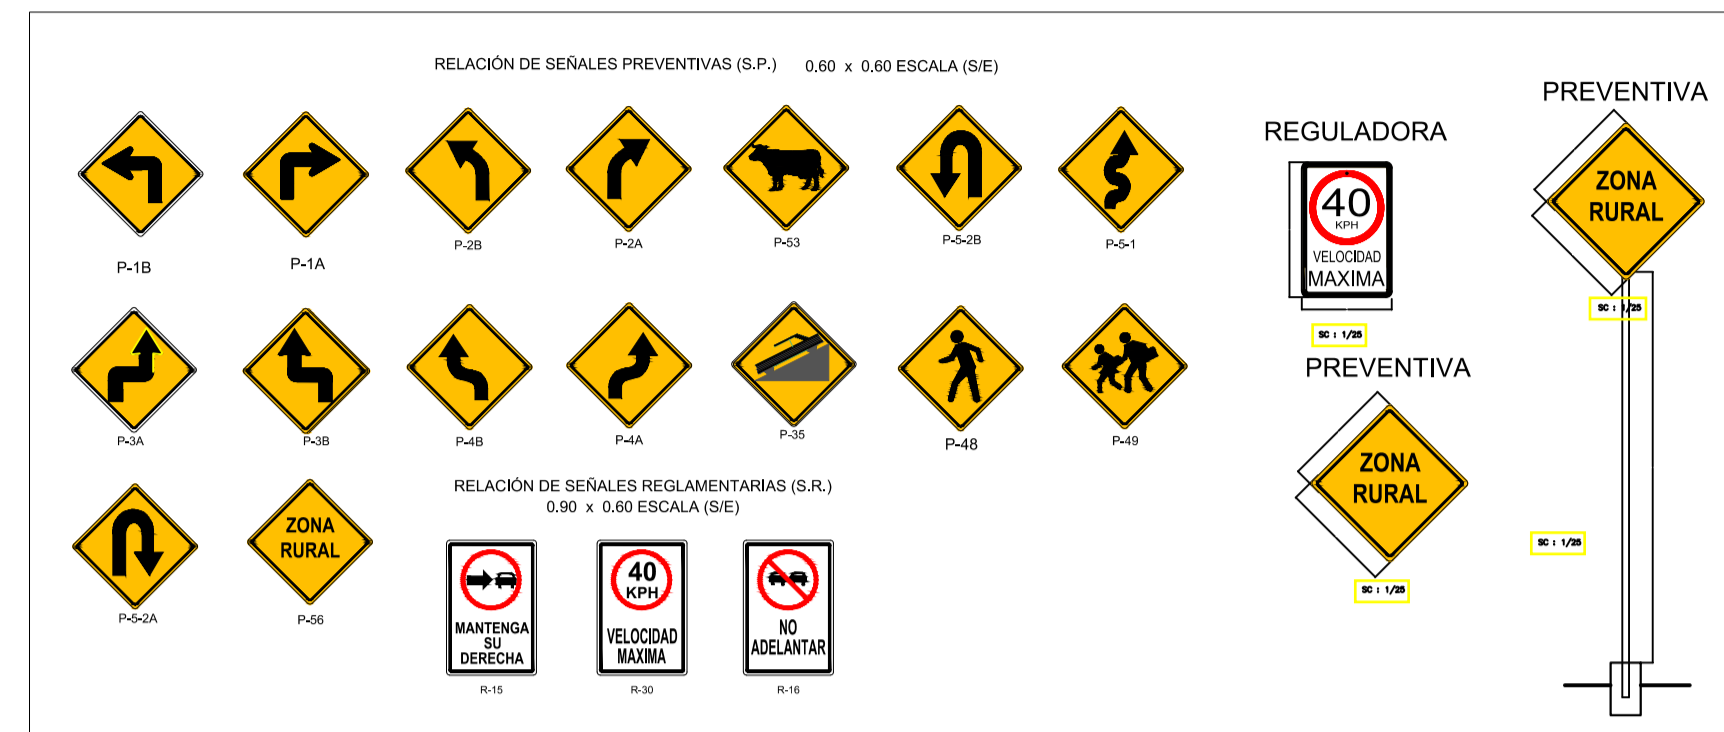 RELACIÓN DE SEÑALES PREVENTIVAS (S.P.) 0.60 x 0.60 ESCALA (S/E)
P-1B
P-1A
P-2B
P-2A
P-53
P-5-2B
P-5-1
P-3A
P-3B
P-4B
P-4A
P-35
P-48
P-49
ZONA
RURAL
P-5-2A
P-56
RELACIÓN DE SEÑALES REGLAMENTARIAS (S.R.)
0.90 x 0.60 ESCALA (S/E)
MANTENGA
SU
DERECHA
R-15
40
KPH
VELOCIDAD
MAXIMA
R-30
NO
ADELANTAR
R-16
REGULADORA
40
KPH
VELOCIDAD
MAXIMA
SC : 1/25
PREVENTIVA
ZONA
RURAL
SC : 1/25
PREVENTIVA
ZONA
RURAL
SC : 1/25
SC : 1/25